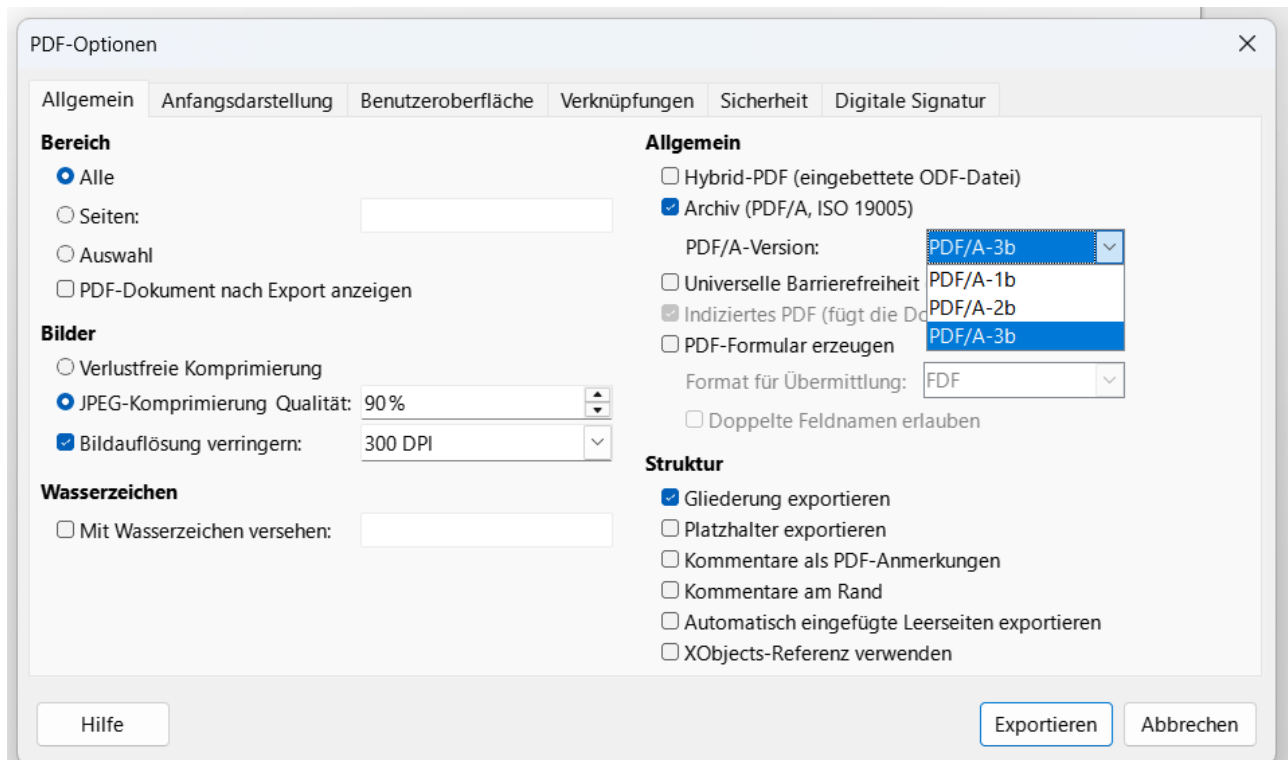 PDF-Optionen
Allgemein
Anfangsdarstellung
Benutzeroberfläche
Verknüpfungen
Sicherheit
Digitale Signatur
Bereich
Alle
Seiten:
Auswahl
PDF-Dokument nach Export anzeigen
Bilder
Verlustfreie Komprimierung
JPEG-Komprimierung Qualität: 90 %
Bildauflösung verringern: 300 DPI
Wasserzeichen
Mit Wasserzeichen versehen:
Allgemein
Hybrid-PDF (eingebettete ODF-Datei)
Archiv (PDF/A, ISO 19005)
PDF/A-Version: PDF/A-3b
PDF/A-1b
PDF/A-2b
PDF/A-3b
Universelle Barrierefreiheit
Indiziertes PDF (fügt die
PDF-Formular erzeugen
Format für Übermittlung: FDF
Doppelte Feldnamen erlauben
Struktur
Gliederung exportieren
Platzhalter exportieren
Kommentare als PDF-Anmerkungen
Kommentare am Rand
Automatisch eingefügte Leerseiten exportieren
XObjects-Referenz verwenden
Hilfe
Exportieren
Abbrechen